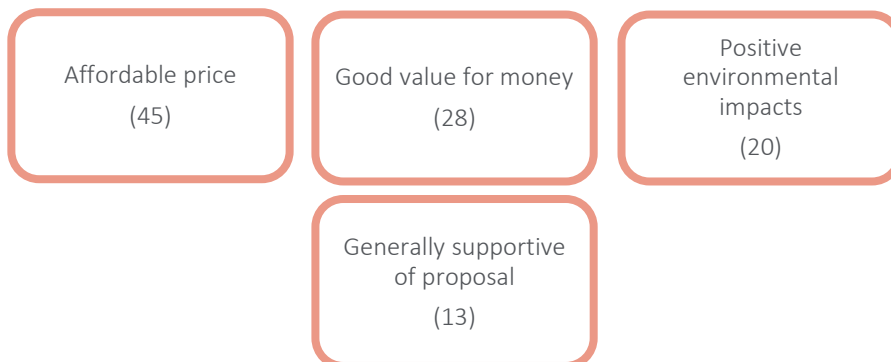 Affordable price
(45)
Good value for money
(28)
Positive
environmental
impacts
(20)
Generally supportive
of proposal
(13)